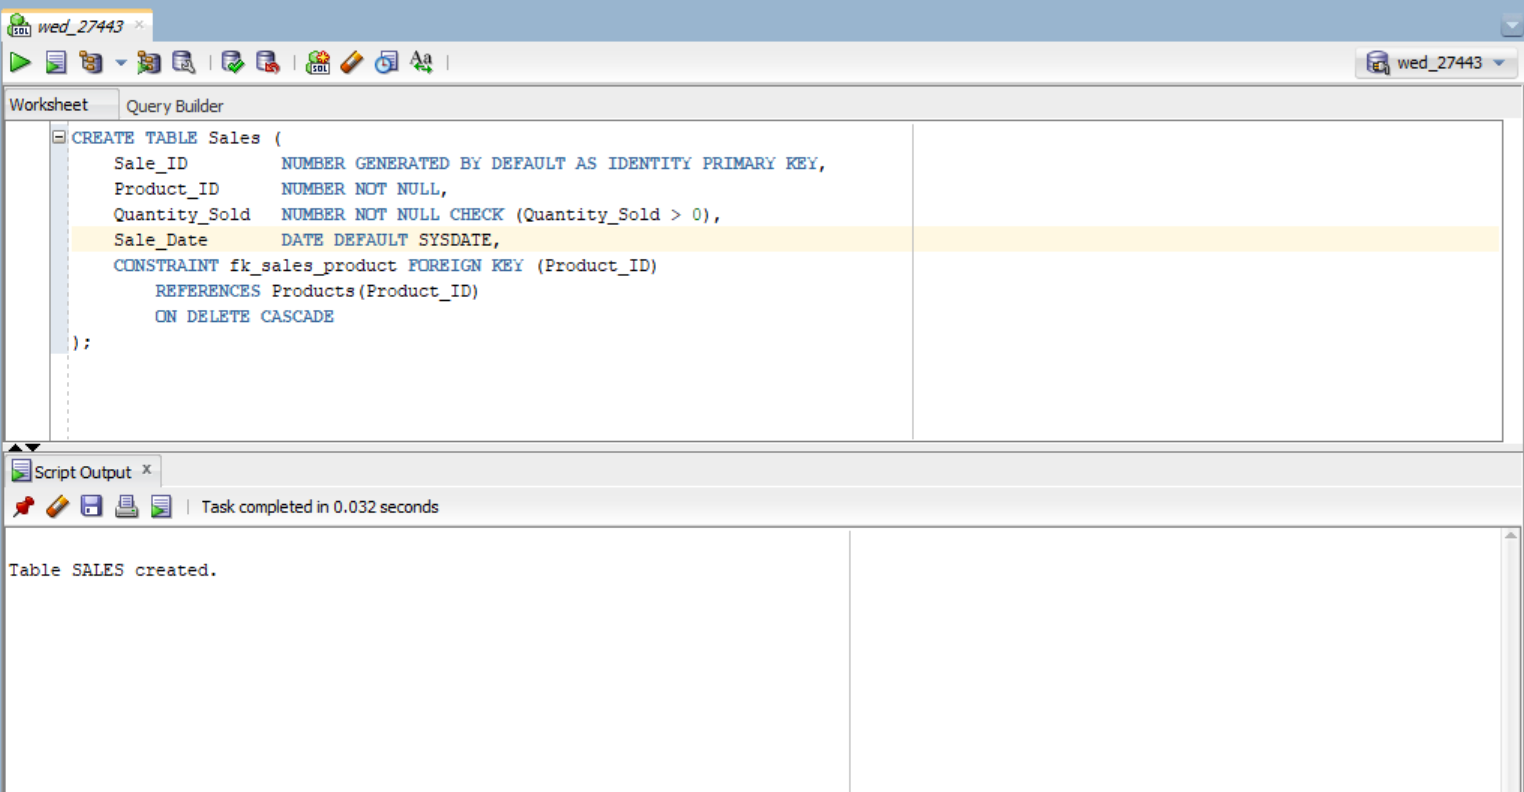 wed_27443
wed_27443
Worksheet Query Builder
CREATE TABLE Sales (
    Sale_ID         NUMBER GENERATED BY DEFAULT AS IDENTITY PRIMARY KEY,
    Product_ID      NUMBER NOT NULL,
    Quantity_Sold   NUMBER NOT NULL CHECK (Quantity_Sold > 0),
    Sale_Date       DATE DEFAULT SYSDATE,
    CONSTRAINT fk_sales_product FOREIGN KEY (Product_ID)
        REFERENCES Products(Product_ID)
        ON DELETE CASCADE
);
Script Output x
Task completed in 0.032 seconds
Table SALES created.